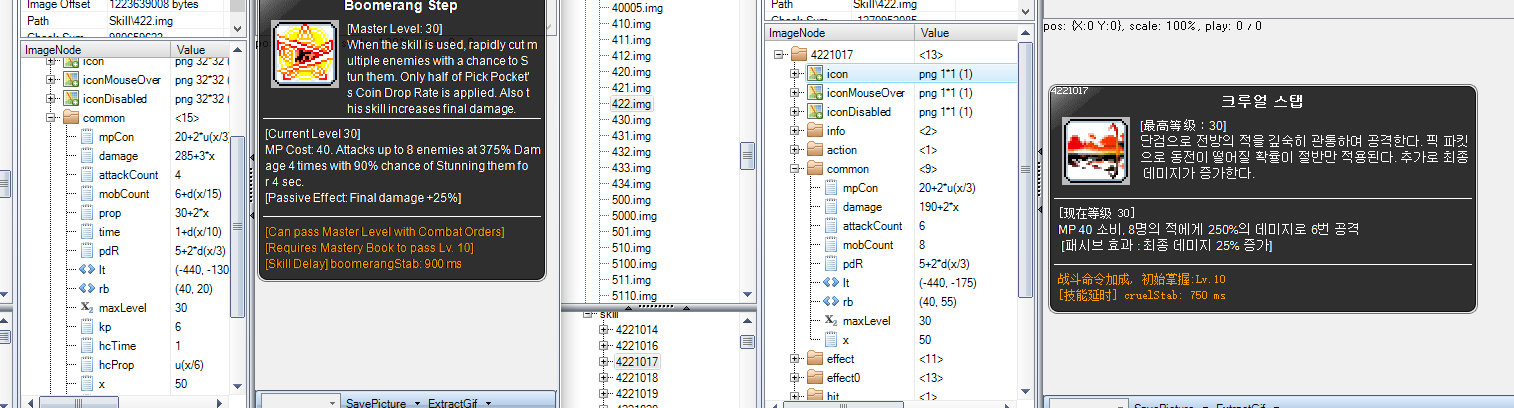 Image Offset 1223639008 bytes
Path Skill\422.img
ImageNode Value
icon png 32*32
iconMouseOver png 32*32
iconDisabled png 32*32
common <15>
mpCon 20+2*u(x/3
damage 285+3*x
attackCount 4
mobCount 6+d(x/15)
prop 30+2*x
time 1+d(x/10)
pdR 5+2*d(x/3)
lt (-440, -130
rb (40, 20)
maxLevel 30
kp 6
hcTime 1
hcProp u(x/6)
x 50
Boomerang Step
[Master Level: 30]
When the skill is used, rapidly cut m
ultiple enemies with a chance to S
tun them. Only half of Pick Pocket'
s Coin Drop Rate is applied. Also t
his skill increases final damage.
[Current Level 30]
MP Cost: 40. Attacks up to 8 enemies at 375% Dam
age 4 times with 90% chance of Stunning them fo
r 4 sec.
[Passive Effect: Final damage +25%]
[Can pass Master Level with Combat Orders]
[Requires Mastery Book to pass Lv. 10]
[Skill Delay] boomerangStab: 900 ms
SavePicture ExtractGif
40005.img
410.img
411.img
412.img
420.img
421.img
422.img
430.img
431.img
432.img
433.img
434.img
500.img
5000.img
501.img
510.img
5100.img
511.img
5110.img
skill
4221014
4221016
4221017
4221018
4221019
Path Skill\422.img
ImageNode Value
4221017 <13>
icon png 1*1 (1)
iconMouseOver png 1*1 (1)
iconDisabled png 1*1 (1)
info <2>
action <1>
common <9>
mpCon 20+2*u(x/3)
damage 190+2*x
attackCount 6
mobCount 8
pdR 5+2*d(x/3)
lt (-440, -175)
rb (40, 55)
maxLevel 30
x 50
effect <11>
effect0 <13>
hit <1>
pos: {X:0 Y:0}, scale: 100%, play: 0 / 0
4221017
크루얼 스탭
[最高等级：30]
단검으로 전방의 적을 깊숙히 관통하며 공격한다. 픽 파킷
으로 동전이 떨어질 확률이 절반만 적용된다. 추가로 최종
데미지가 증가한다.
[现在等级 30]
MP 40 소비, 8명의 적에게 250%의 데미지로 6번 공격
[패시브 효과 : 최종 데미지 25% 증가]
战斗命令加成, 初始掌握:Lv.10
[技能延时] cruelStab: 750 ms
SavePicture ExtractGif